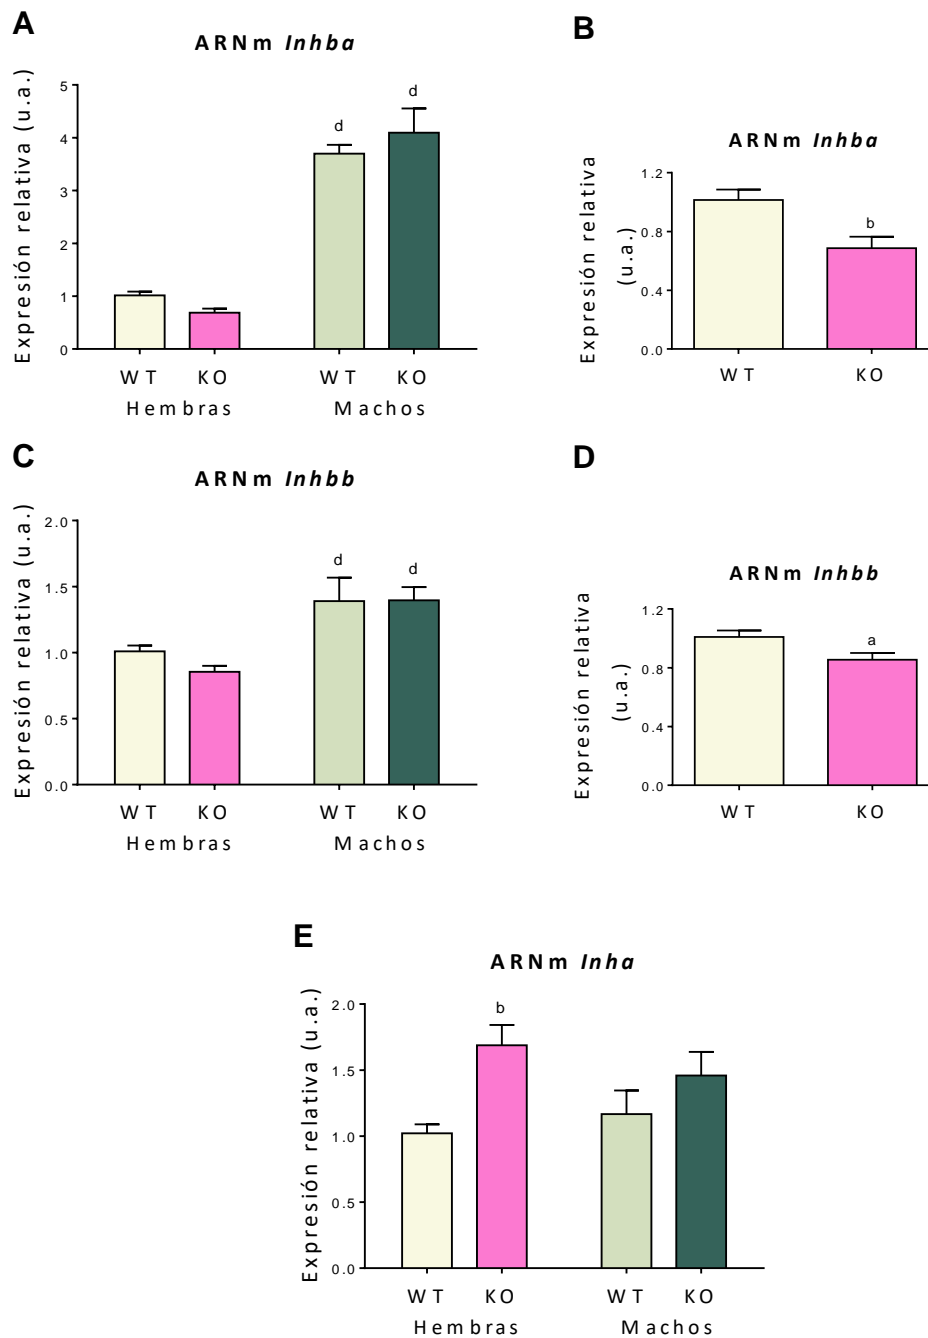 A
ARNm Inhba
Expresión relativa (u.a.)
5
4
3
2
1
0
d
d
WT KO WT KO
Hembras Machos
B
ARNm Inhba
Expresión relativa
(u.a.)
1.2
0.8
0.4
0.0
b
WT KO
C
ARNm Inhbb
Expresión relativa (u.a.)
2.0
1.5
1.0
0.5
0.0
d d
WT KO WT KO
Hembras Machos
D
ARNm Inhbb
Expresión relativa
(u.a.)
1.2
0.8
0.4
0.0
a
WT KO
E
ARNm Inha
Expresión relativa (u.a.)
2.0
1.5
1.0
0.5
0.0
b
WT KO WT KO
Hembras Machos